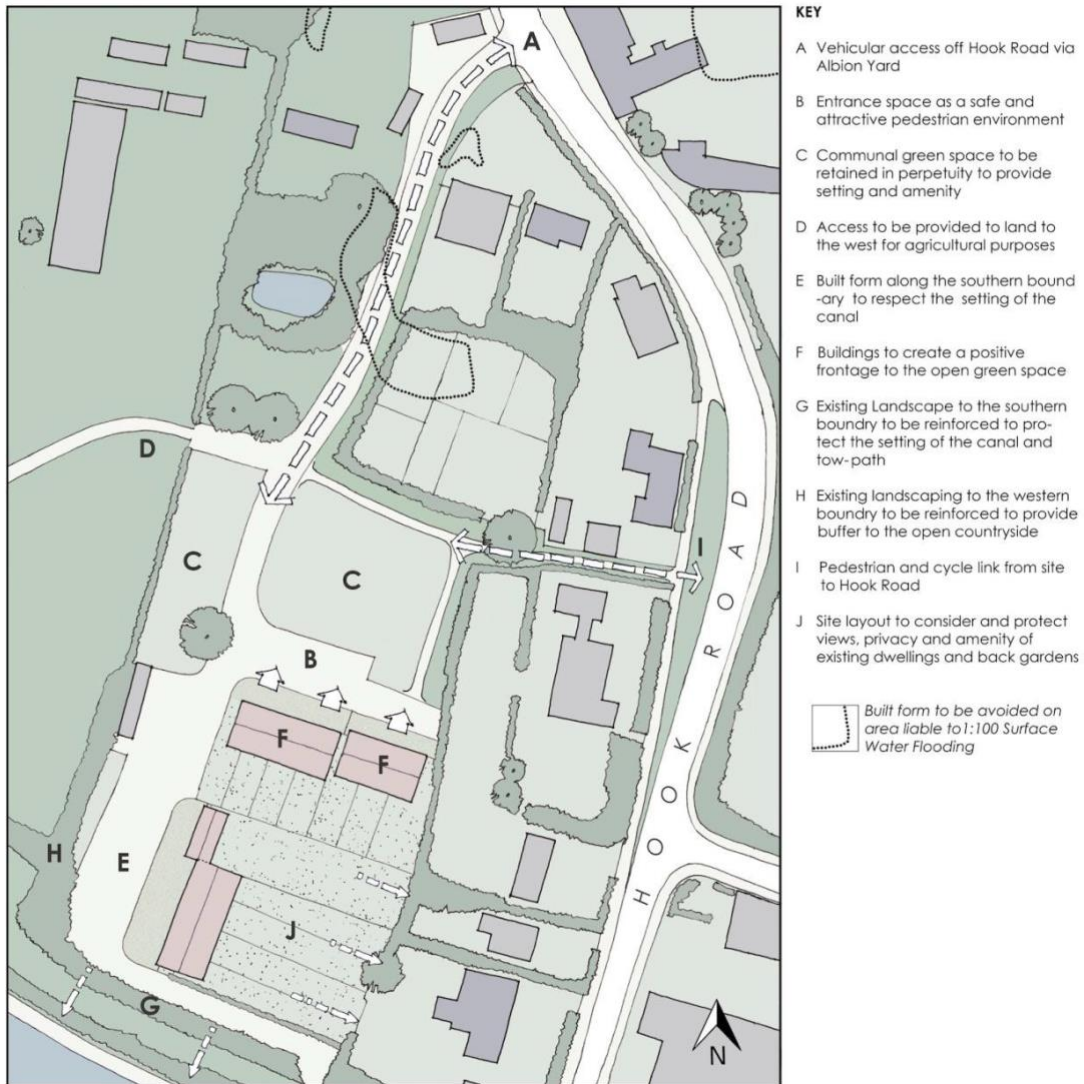 A
D
C
C
I
B
F
F
H
E
J
G
HOOK ROAD
N
KEY
A Vehicular access off Hook Road via
Albion Yard
B Entrance space as a safe and
attractive pedestrian environment
C Communal green space to be
retained in perpetuity to provide
setting and amenity
D Access to be provided to land to
the west for agricultural purposes
E Built form along the southern bound
-ary to respect the setting of the
canal
F Buildings to create a positive
frontage to the open green space
G Existing Landscape to the southern
boundry to be reinforced to pro-
tect the setting of the canal and
tow-path
H Existing landscaping to the western
boundry to be reinforced to provide
buffer to the open countryside
I Pedestrian and cycle link from site
to Hook Road
J Site layout to consider and protect
views, privacy and amenity of
existing dwellings and back gardens
Built form to be avoided on
area liable to1:100 Surface
Water Flooding